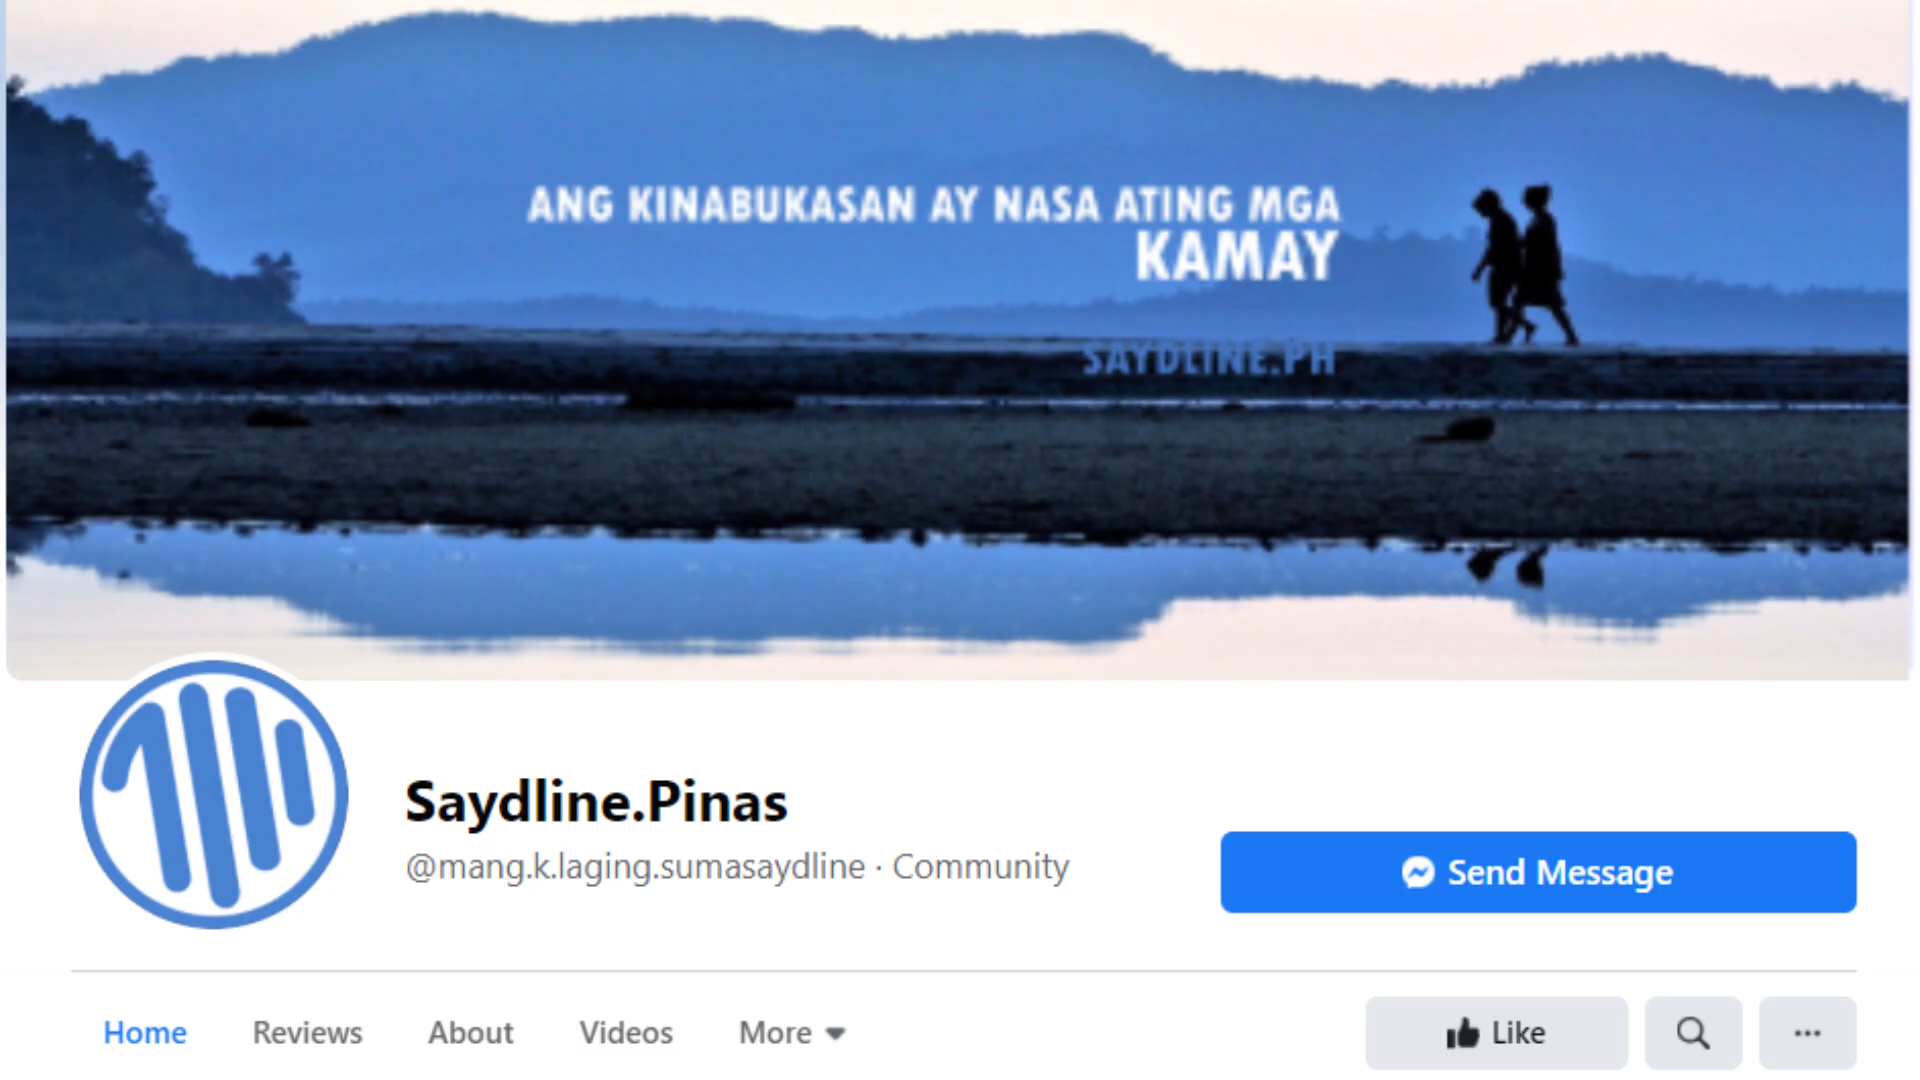 ANG KINABUKASAN AY NASA ATING MGA
KAMAY
SAYDLINE.PH
Saydline.Pinas
@mang.k.laging.sumasaydline · Community
Send Message
Home Reviews About Videos More
Like